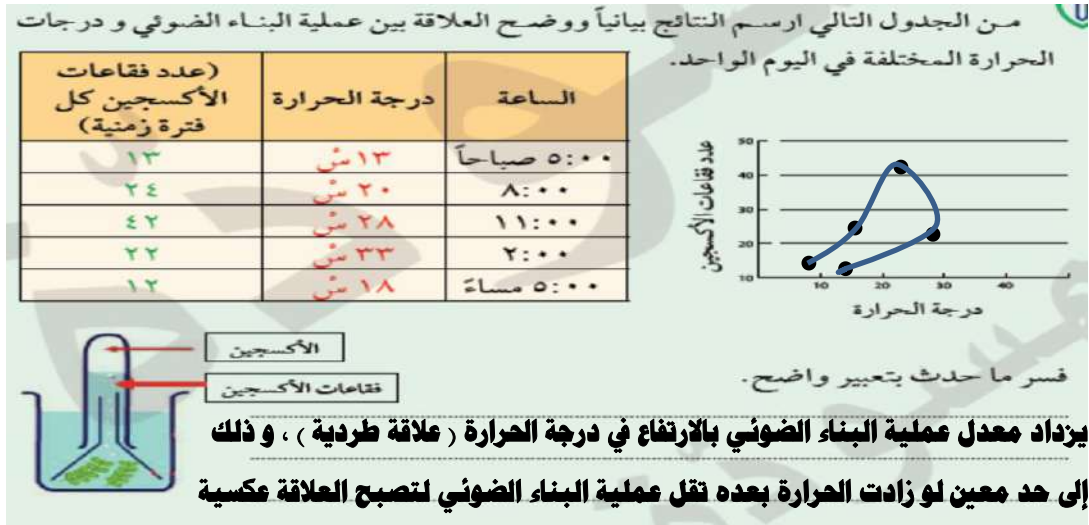 من الجدول التالي ارسم النتائج بيانياً ووضح العلاقة بين عملية البناء الضوئي و درجات
الحرارة المختلفة في اليوم الواحد.
الساعة درجة الحرارة (عدد فقاعات الأكسجين كل فترة زمنية)
٥:٠٠ صباحاً ١٣ سْ ١٣
٨:٠٠ ٢٠ سْ ٢٤
١١:٠٠ ٢٨ سْ ٤٢
٢:٠٠ ٣٣ سْ ٢٢
٥:٠٠ مساءً ١٨ سْ ١٢
عدد فقاعات الأكسجين
50
40
30
20
10
10 20 30 40
درجة الحرارة
الأكسجين
فقاعات الأكسجين
فسر ما حدث بتعبير واضح.
يزداد معدل عملية البناء الضوئي بالارتفاع في درجة الحرارة ( علاقة طردية ) ، و ذلك
إلى حد معين لو زادت الحرارة بعده تقل عملية البناء الضوئي لتصبح العلاقة عكسية